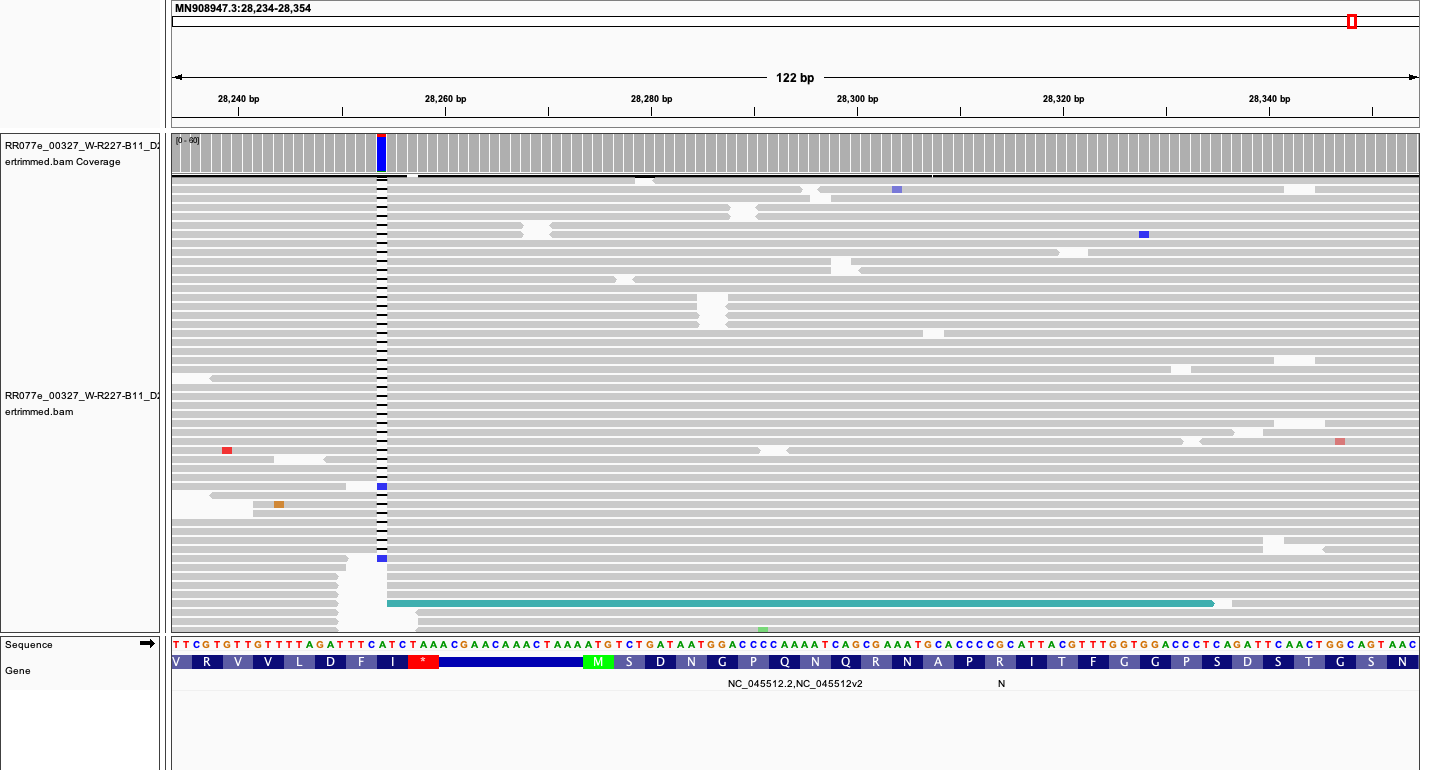 MN908947.3:28,234-28,354
122 bp
28,240 bp 28,260 bp 28,280 bp 28,300 bp 28,320 bp 28,340 bp
RR077e_00327_W-R227-B11_D2
ertrimmed.bam Coverage
[0 - 60]
RR077e_00327_W-R227-B11_D2
ertrimmed.bam
Sequence
TTCGTGTTGTTTTAGATTTCATCTAAACGAACAAACTAAAATGTCTGATAATGGACCCCAAAATCAGCGAAATGCACCCCGCATTACGTTTGGTGGACCCTCAGATTCAACTGGCAGTAAC
Gene
V R V V L D F I * M S D N G P Q N Q R N A P R I T F G G P S D S T G S N
NC_045512.2,NC_045512v2 N